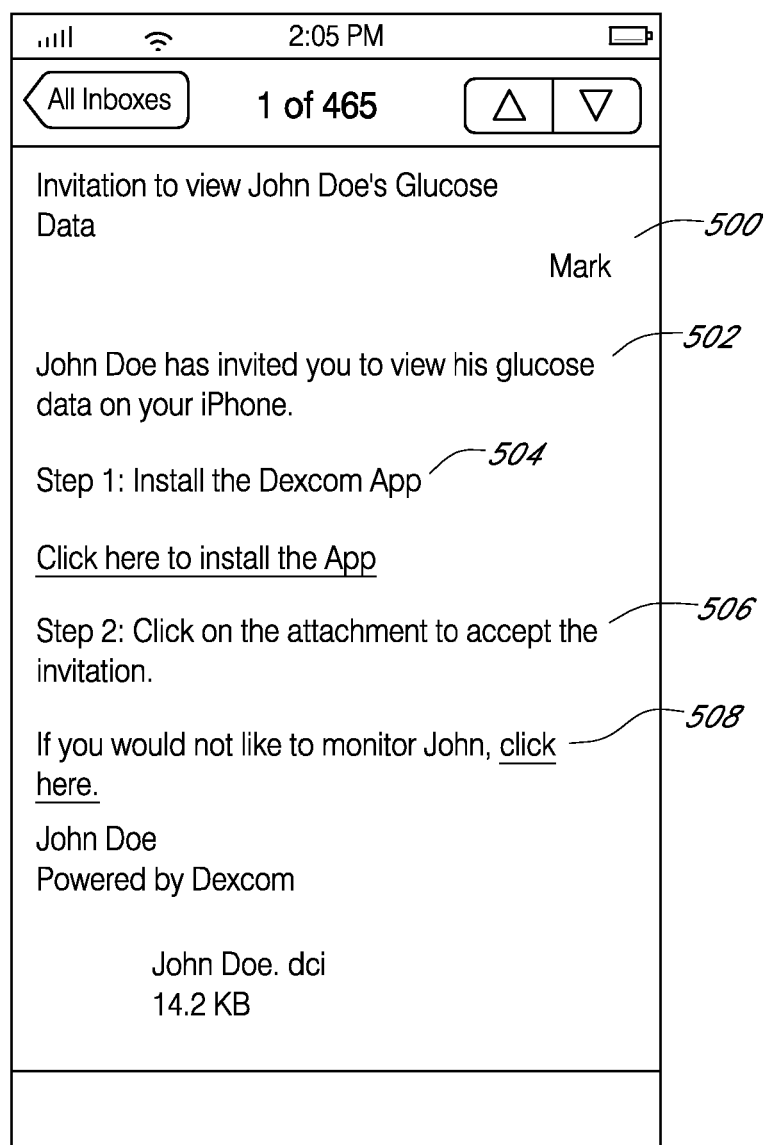 2:05 PM
All Inboxes 1 of 465
Invitation to view John Doe's Glucose
Data
500
Mark
502
John Doe has invited you to view his glucose
data on your iPhone.
504
Step 1: Install the Dexcom App
Click here to install the App
506
Step 2: Click on the attachment to accept the
invitation.
508
If you would not like to monitor John, click
here.
John Doe
Powered by Dexcom
John Doe. dci
14.2 KB